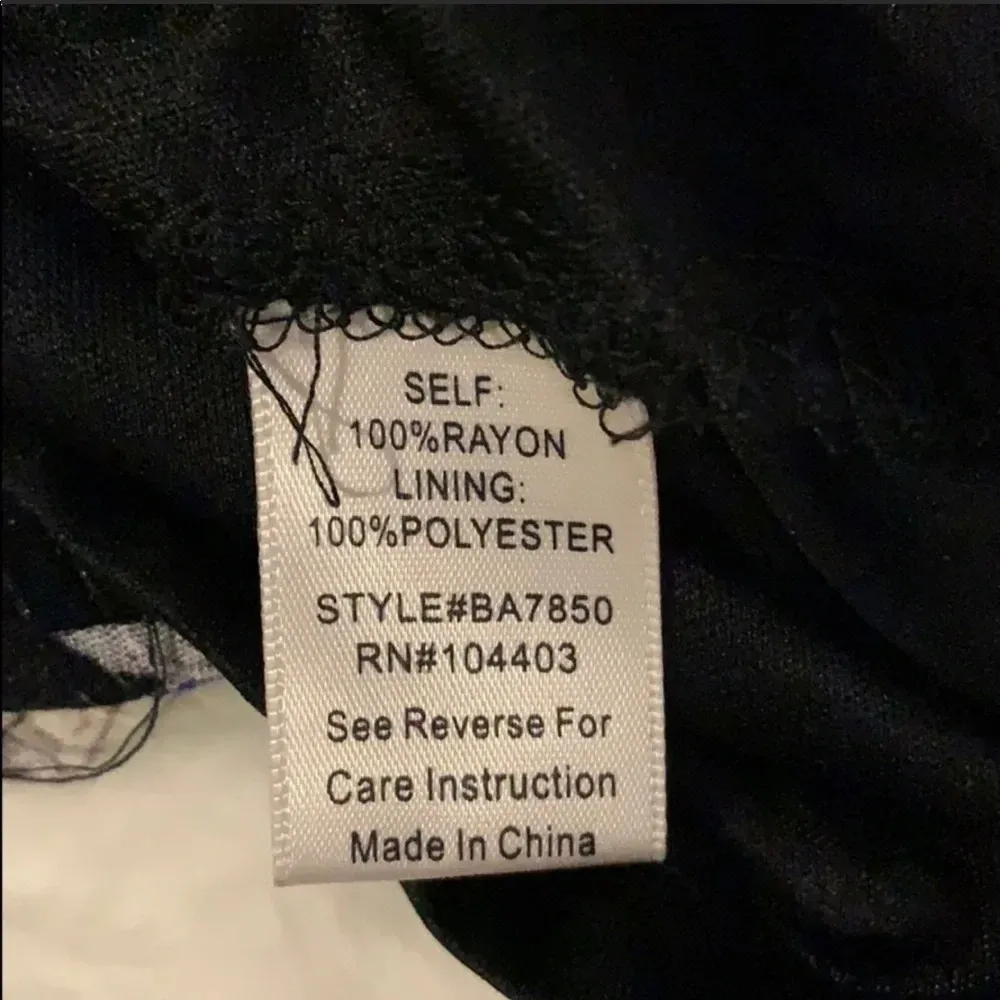 SELF:
100%RAYON
LINING:
100%POLYESTER
STYLE#BA7850
RN#104403
See Reverse For
Care Instruction
Made In China